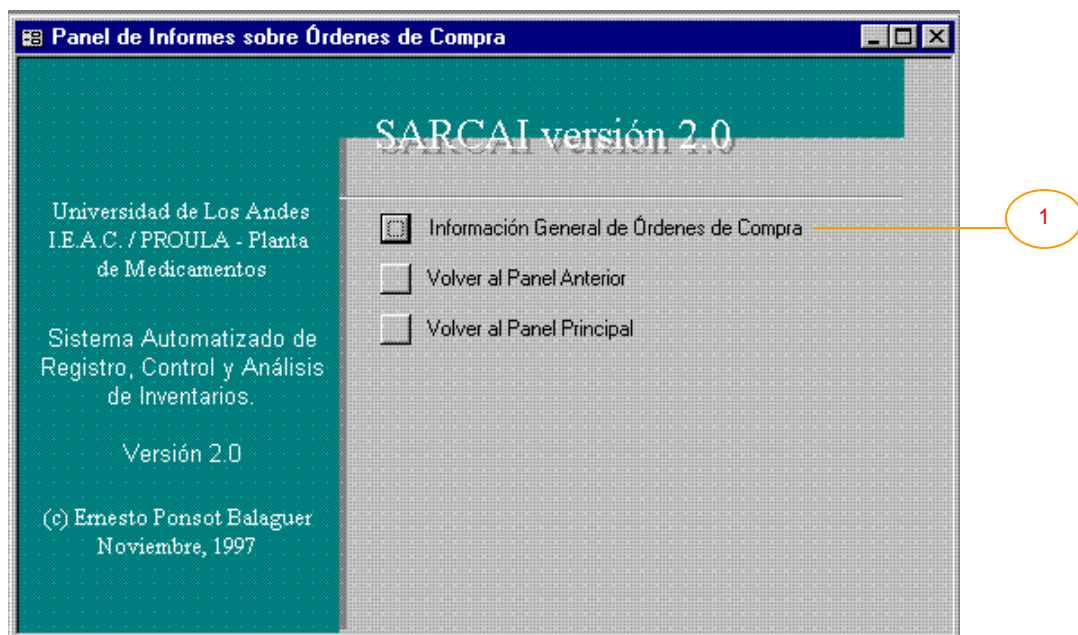 Panel de Informes sobre Órdenes de Compra
SARCAI versión 2.0
Universidad de Los Andes
I.E.A.C. / PROULA - Planta
de Medicamentos
Sistema Automatizado de
Registro, Control y Análisis
de Inventarios.
Versión 2.0
(c) Ernesto Ponsot Balaguer
Noviembre, 1997
Información General de Órdenes de Compra
1
Volver al Panel Anterior
Volver al Panel Principal